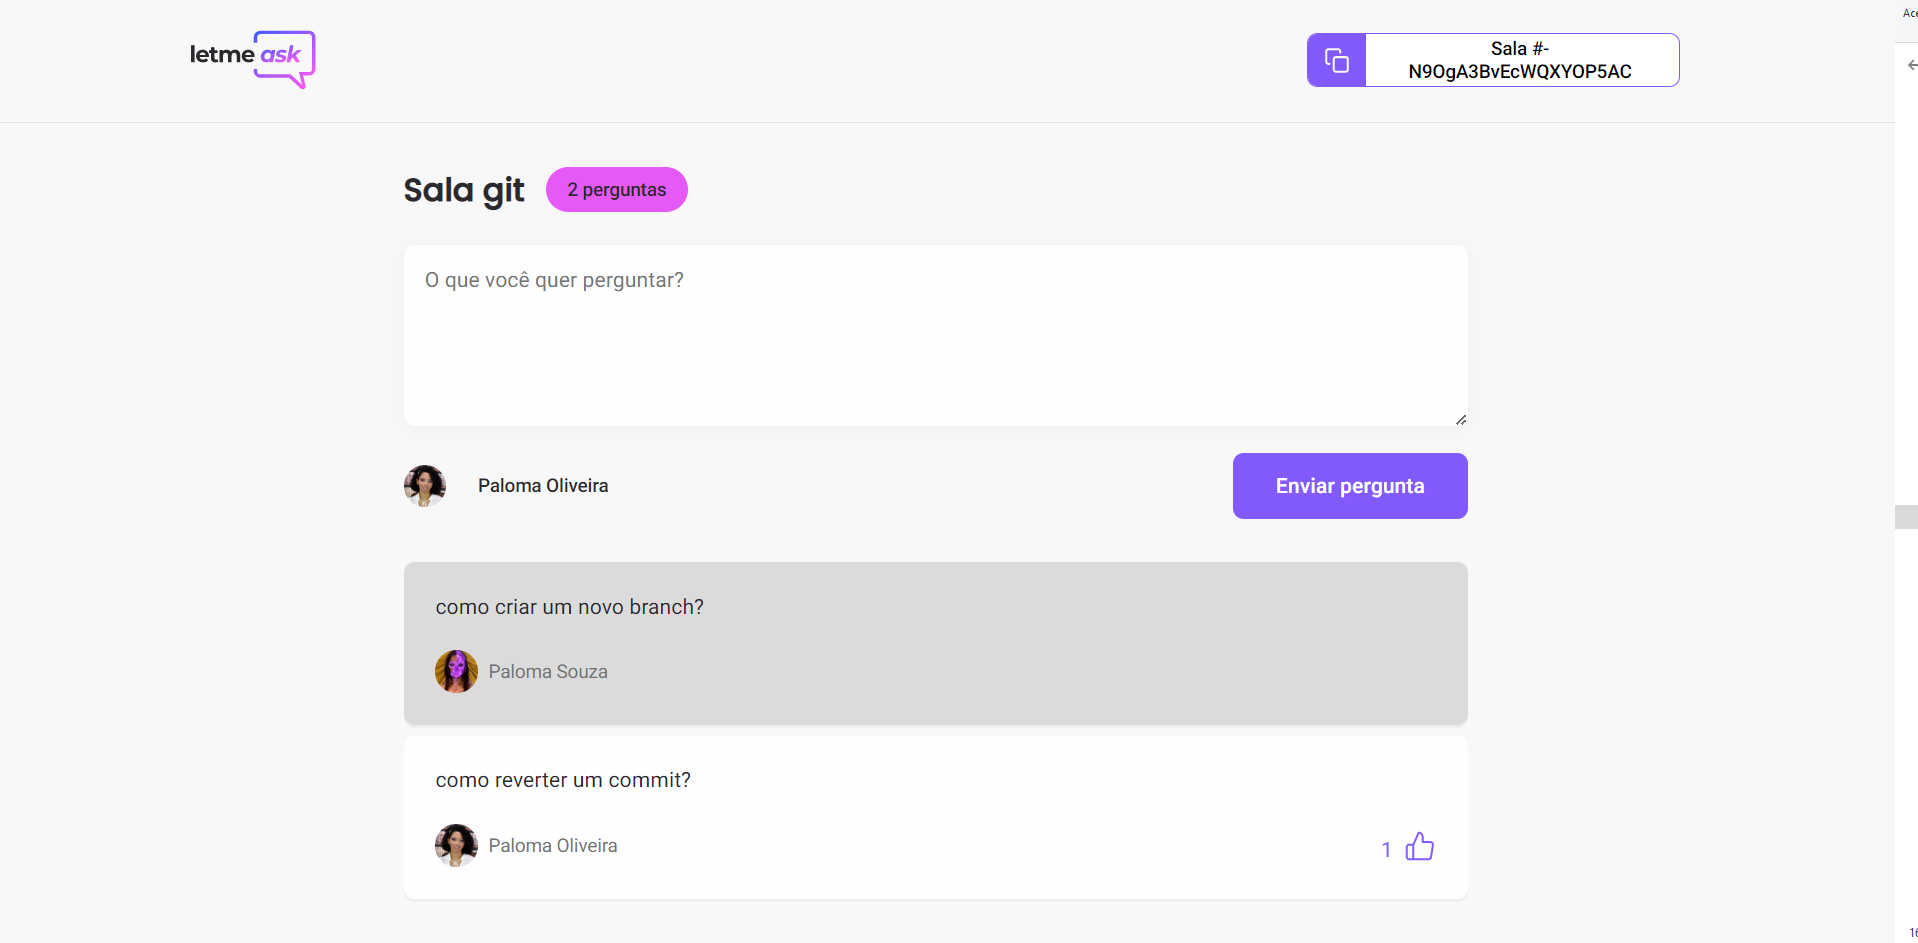 letme ask
Sala #-
N9OgA3BvEcWQXYOP5AC
Sala git
2 perguntas
O que você quer perguntar?
Paloma Oliveira
Enviar pergunta
como criar um novo branch?
Paloma Souza
como reverter um commit?
Paloma Oliveira
1